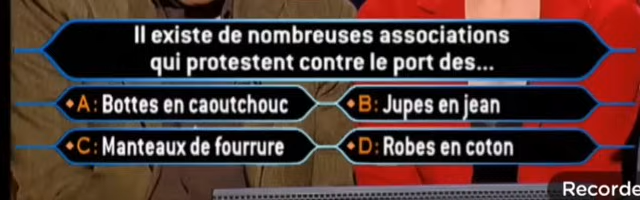 Il existe de nombreuses associations
qui protestent contre le port des...
A: Bottes en caoutchouc
B: Jupes en jean
C: Manteaux de fourrure
D: Robes en coton
Recorde